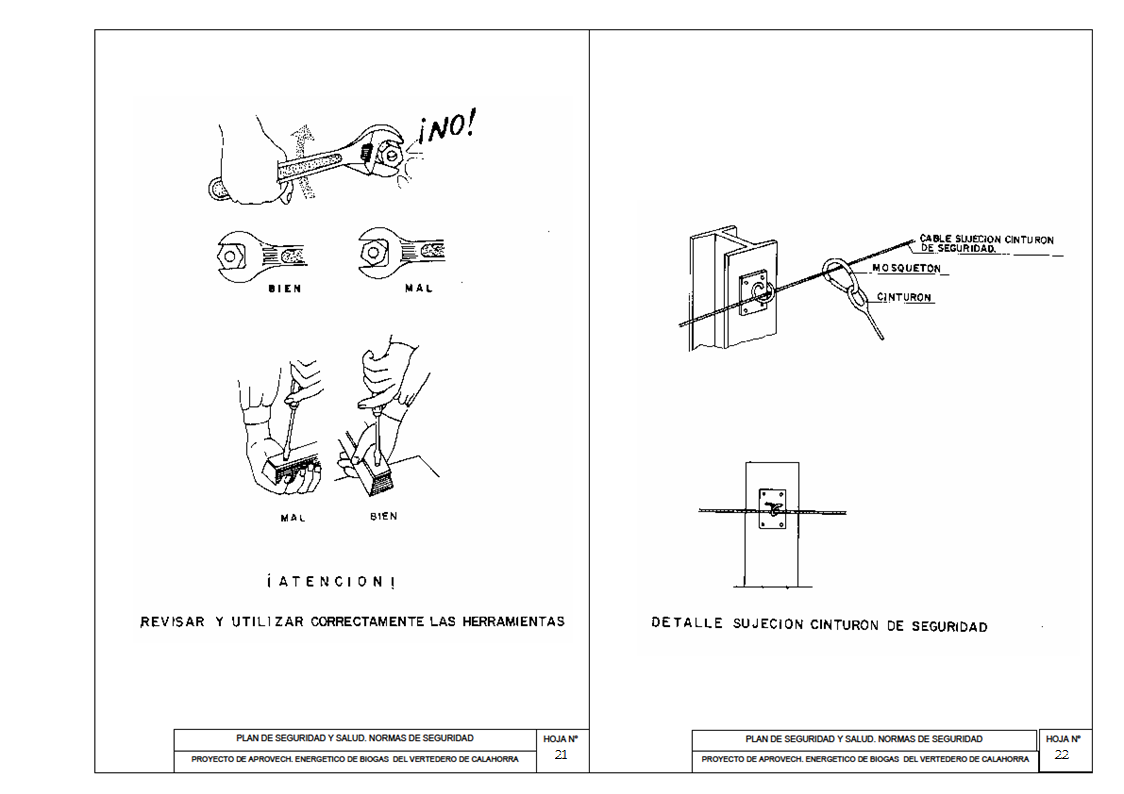 ¡NO!
BIEN
MAL
MAL
BIEN
¡ATENCION!
REVISAR Y UTILIZAR CORRECTAMENTE LAS HERRAMIENTAS
PLAN DE SEGURIDAD Y SALUD. NORMAS DE SEGURIDAD
HOJA Nº
21
PROYECTO DE APROVECH. ENERGETICO DE BIOGAS DEL VERTEDERO DE CALAHORRA
CABLE SUJECION CINTURON
DE SEGURIDAD.
MOSQUETON
CINTURON
DETALLE SUJECION CINTURON DE SEGURIDAD
PLAN DE SEGURIDAD Y SALUD. NORMAS DE SEGURIDAD
HOJA Nº
22
PROYECTO DE APROVECH. ENERGETICO DE BIOGAS DEL VERTEDERO DE CALAHORRA